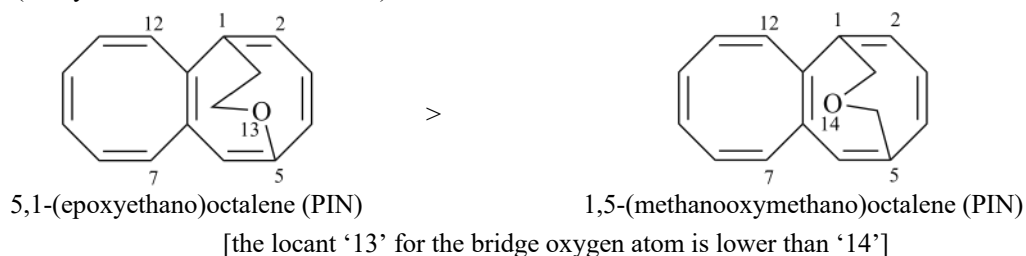 12 1 2 12 1 2
O > O
13 14
7 5 7 5
5,1-(epoxyethano)octalene (PIN) 1,5-(methanooxymethano)octalene (PIN)
[the locant ‘13’ for the bridge oxygen atom is lower than ‘14’]